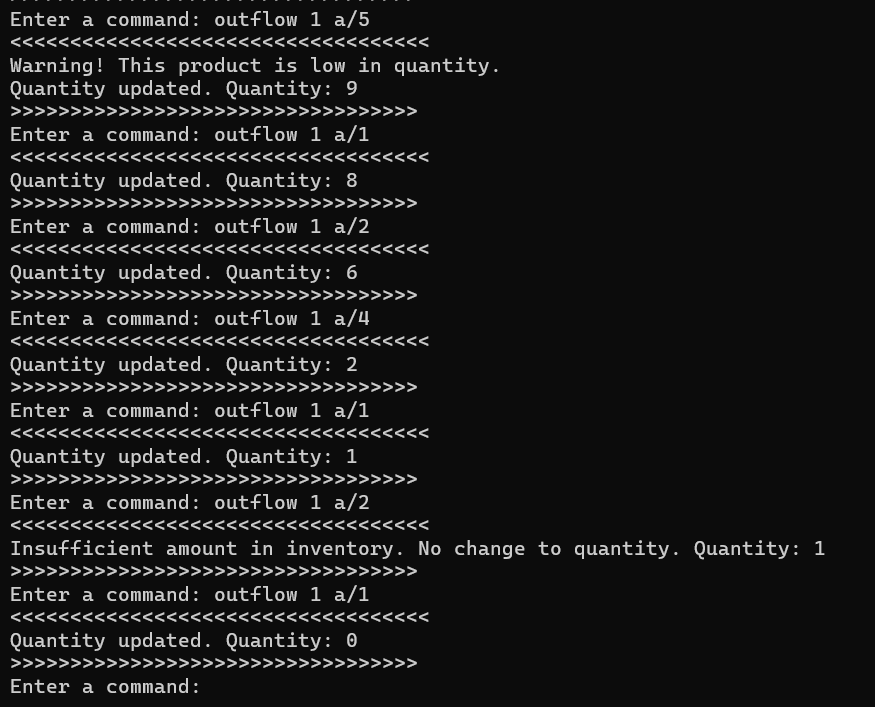 Enter a command: outflow 1 a/5
<<<<<<<<<<<<<<<<<<<<<<<<<<<<<<<<<<<
Warning! This product is low in quantity.
Quantity updated. Quantity: 9
>>>>>>>>>>>>>>>>>>>>>>>>>>>>>>>>>>
Enter a command: outflow 1 a/1
<<<<<<<<<<<<<<<<<<<<<<<<<<<<<<<<<<<
Quantity updated. Quantity: 8
>>>>>>>>>>>>>>>>>>>>>>>>>>>>>>>>>>
Enter a command: outflow 1 a/2
<<<<<<<<<<<<<<<<<<<<<<<<<<<<<<<<<<<
Quantity updated. Quantity: 6
>>>>>>>>>>>>>>>>>>>>>>>>>>>>>>>>>>
Enter a command: outflow 1 a/4
<<<<<<<<<<<<<<<<<<<<<<<<<<<<<<<<<<<
Quantity updated. Quantity: 2
>>>>>>>>>>>>>>>>>>>>>>>>>>>>>>>>>>
Enter a command: outflow 1 a/1
<<<<<<<<<<<<<<<<<<<<<<<<<<<<<<<<<<<
Quantity updated. Quantity: 1
>>>>>>>>>>>>>>>>>>>>>>>>>>>>>>>>>>
Enter a command: outflow 1 a/2
<<<<<<<<<<<<<<<<<<<<<<<<<<<<<<<<<<<
Insufficient amount in inventory. No change to quantity. Quantity: 1
>>>>>>>>>>>>>>>>>>>>>>>>>>>>>>>>>>
Enter a command: outflow 1 a/1
<<<<<<<<<<<<<<<<<<<<<<<<<<<<<<<<<<<
Quantity updated. Quantity: 0
>>>>>>>>>>>>>>>>>>>>>>>>>>>>>>>>>>
Enter a command: